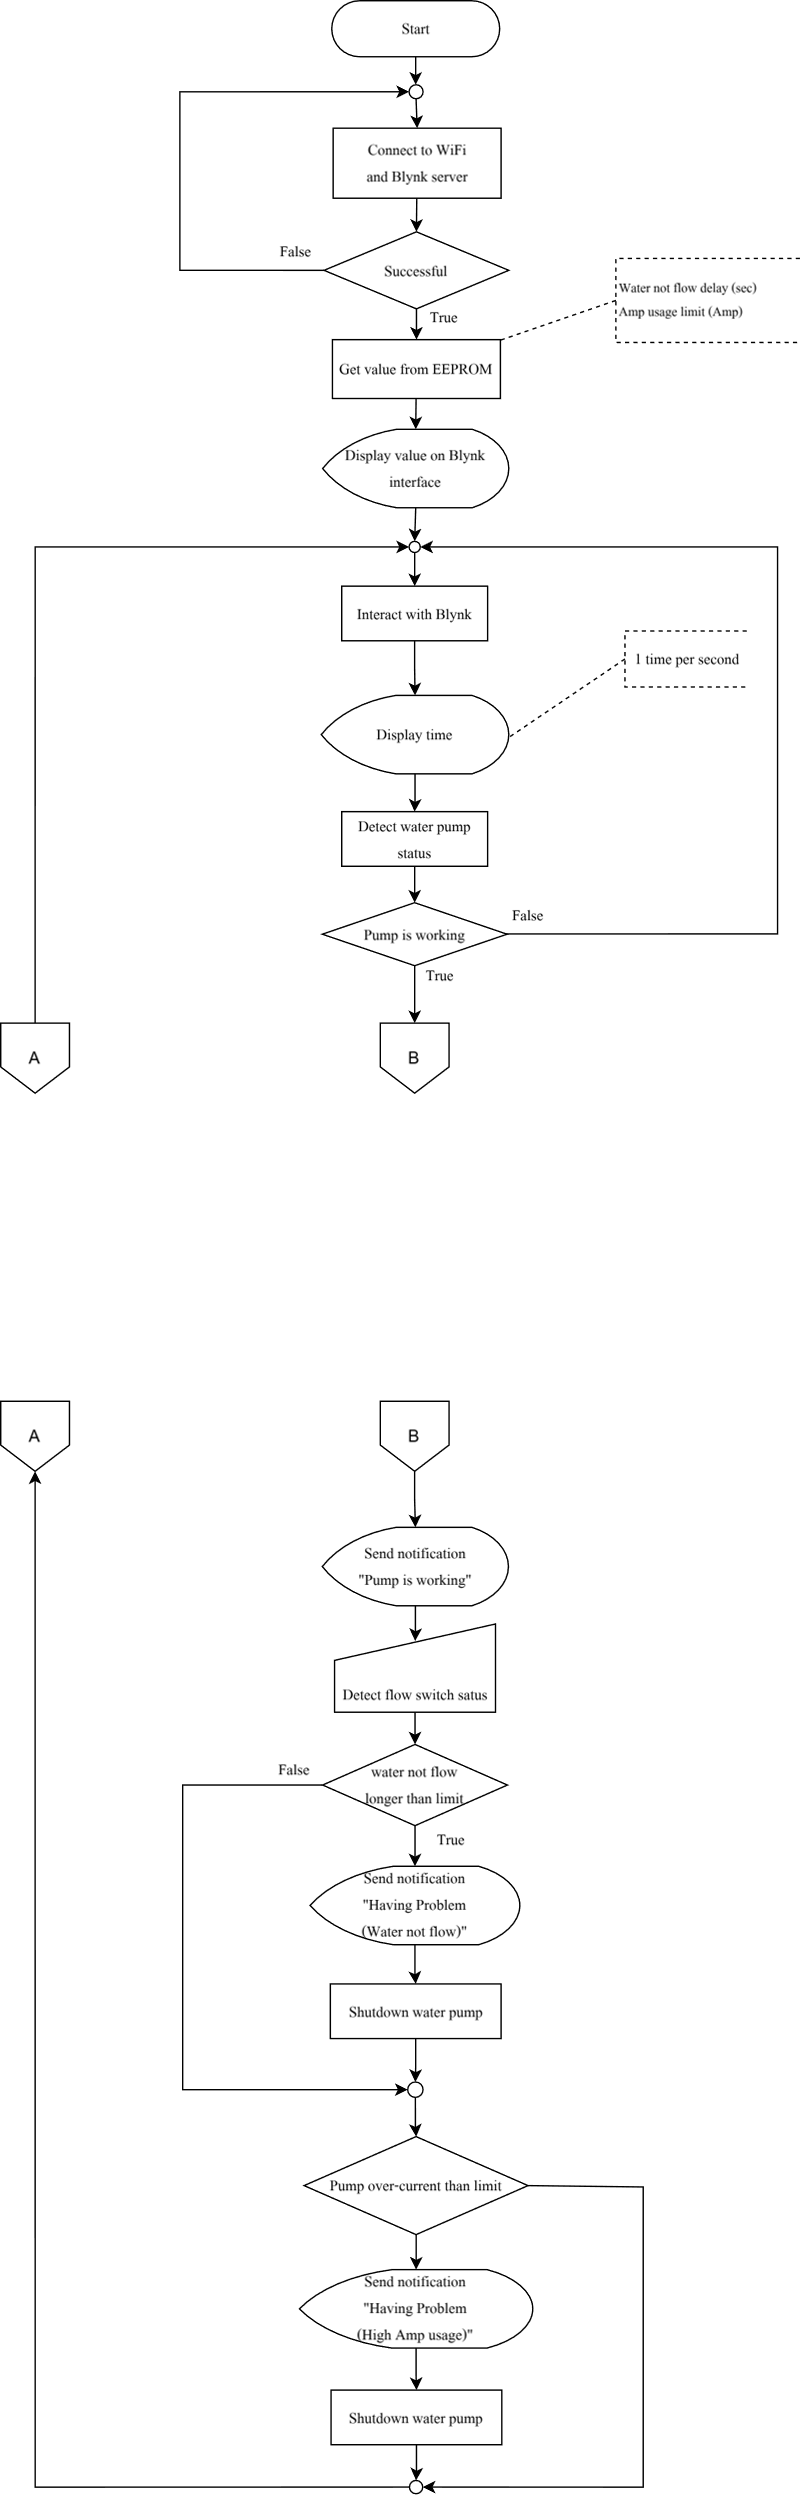 Start
Connect to WiFi
and Blynk server
False
Successful
True
Water not flow delay (sec)
Amp usage limit (Amp)
Get value from EEPROM
Display value on Blynk
interface
Interact with Blynk
1 time per second
Display time
Detect water pump
status
False
Pump is working
True
A
B
A
B
Send notification
"Pump is working"
Detect flow switch satus
False
water not flow
longer than limit
True
Send notification
"Having Problem
(Water not flow)"
Shutdown water pump
Pump over-current than limit
Send notification
"Having Problem
(High Amp usage)"
Shutdown water pump